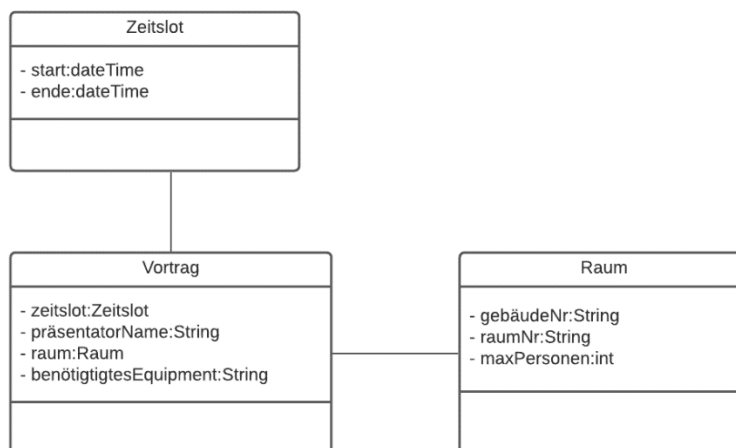 Zeitslot
- start:dateTime
- ende:dateTime
Vortrag
- zeitslot:Zeitslot
- präsentatorName:String
- raum:Raum
- benötigtigtesEquipment:String
Raum
- gebäudeNr:String
- raumNr:String
- maxPersonen:int